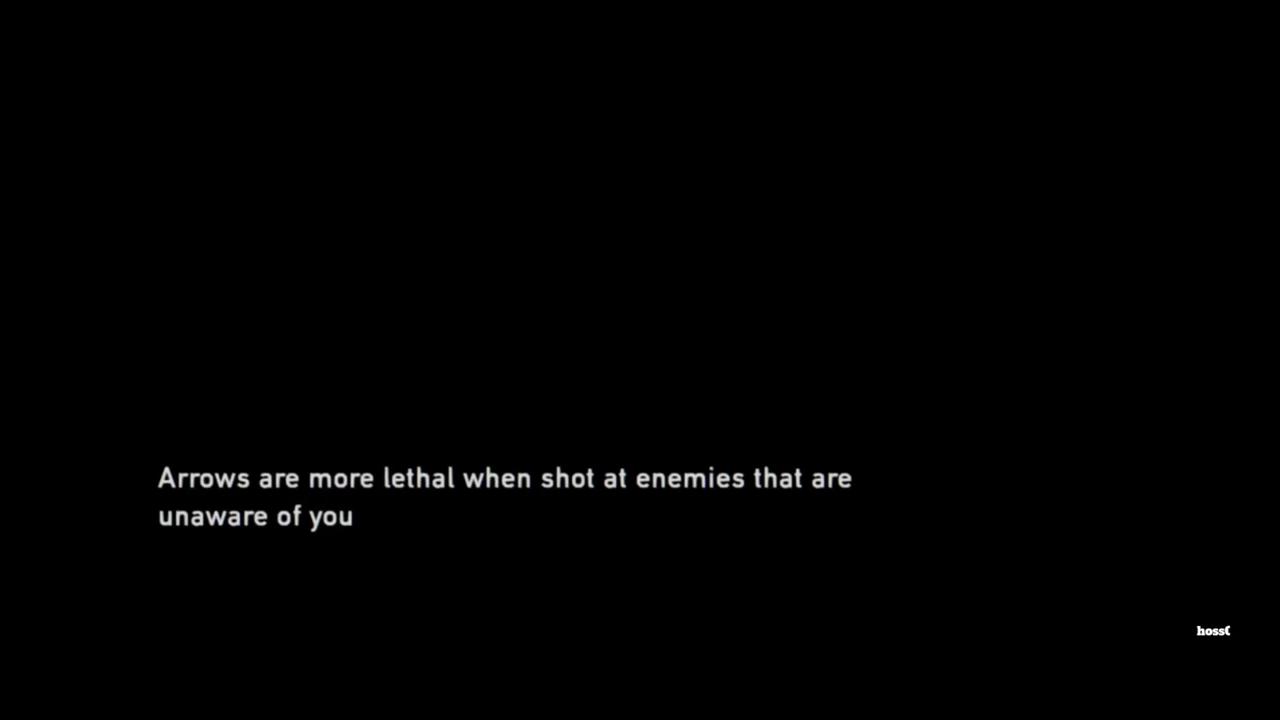 Arrows are more lethal when shot at enemies that are
unaware of you